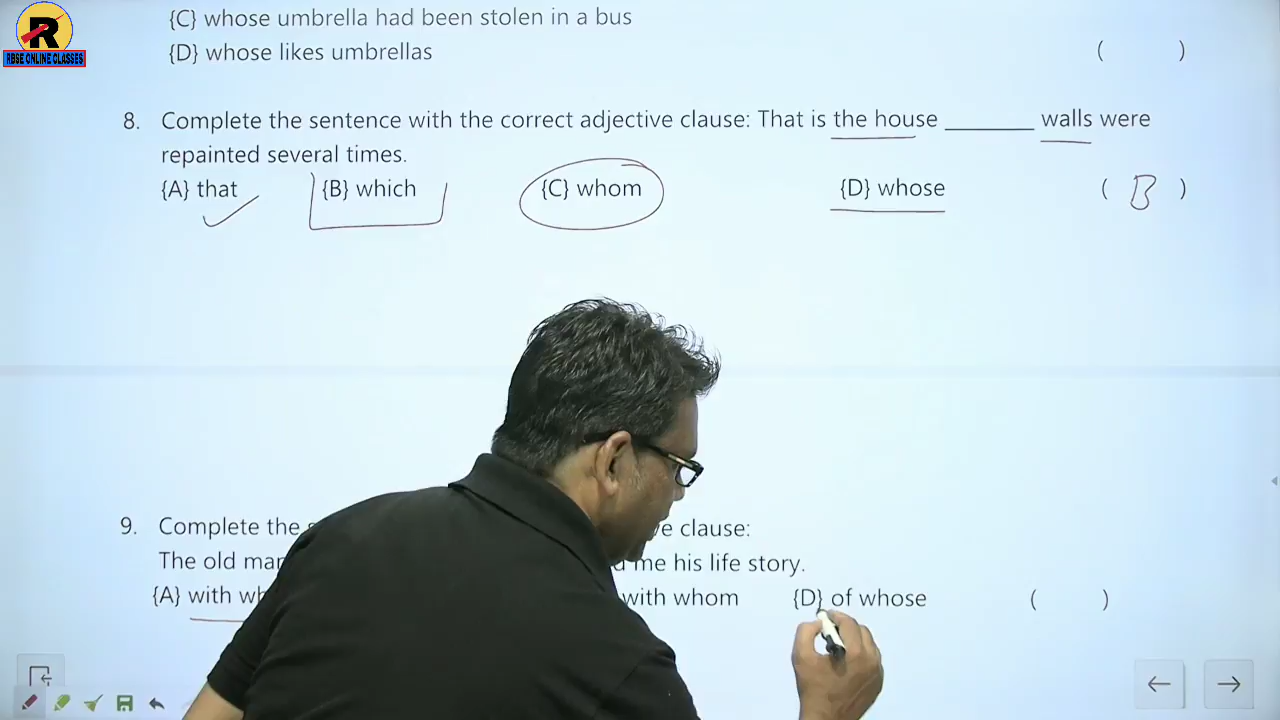 R
RBSE ONLINE CLASSES
{C} whose umbrella had been stolen in a bus
{D} whose likes umbrellas ( )
8. Complete the sentence with the correct adjective clause: That is the house ________ walls were
repainted several times.
{A} that {B} which {C} whom {D} whose ( B )
9. Complete the clause:
The old man me his life story.
{A} with with whom {D} of whose ( )